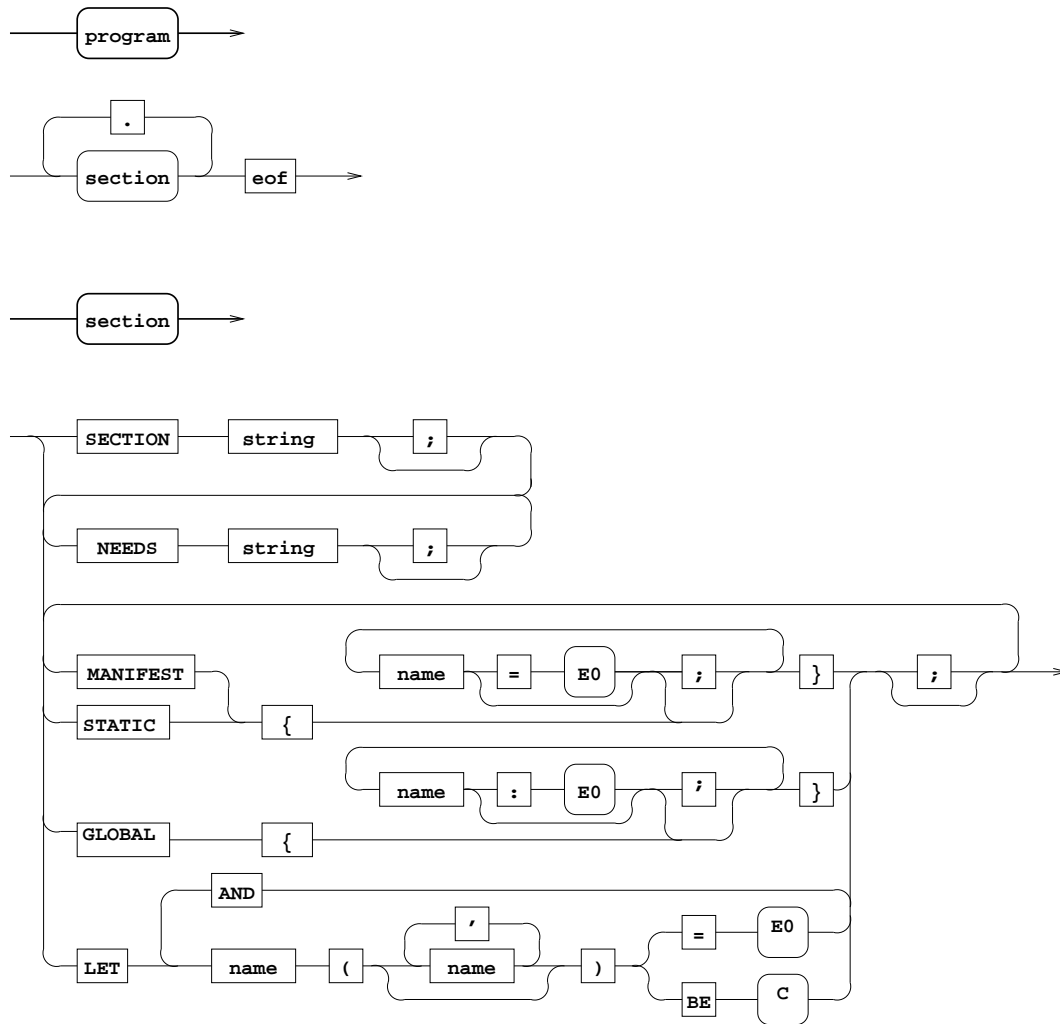 program
.
section eof
section
SECTION string ;
NEEDS string ;
MANIFEST name = E0 ; } ;
STATIC {
name : E0 ; }
GLOBAL {
AND
, = E0
LET name ( name )
BE C